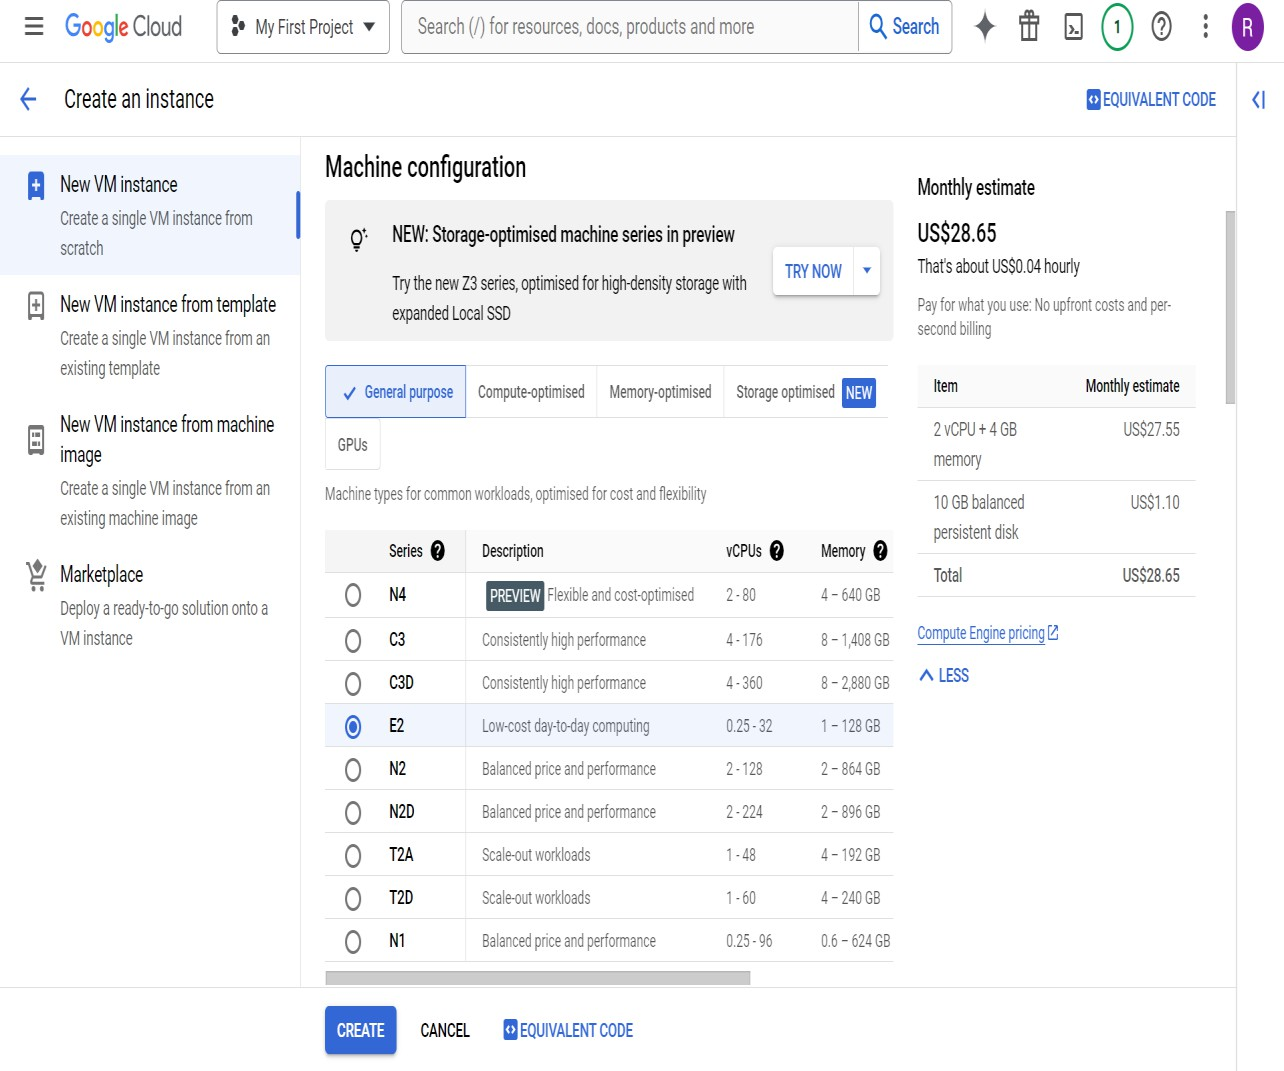 Google Cloud
My First Project
Search (/) for resources, docs, products and more
Search
1
R
Create an instance
EQUIVALENT CODE
New VM instance
Create a single VM instance from
scratch
New VM instance from template
Create a single VM instance from an
existing template
New VM instance from machine
image
Create a single VM instance from an
existing machine image
Marketplace
Deploy a ready-to-go solution onto a
VM instance
Machine configuration
NEW: Storage-optimised machine series in preview
Try the new Z3 series, optimised for high-density storage with
expanded Local SSD
TRY NOW
General purpose Compute-optimised Memory-optimised Storage optimised NEW
GPUs
Machine types for common workloads, optimised for cost and flexibility
Series Description vCPUs Memory
N4 PREVIEW Flexible and cost-optimised 2 - 80 4 – 640 GB
C3 Consistently high performance 4 - 176 8 – 1,408 GB
C3D Consistently high performance 4 - 360 8 – 2,880 GB
E2 Low-cost day-to-day computing 0.25 - 32 1 – 128 GB
N2 Balanced price and performance 2 - 128 2 – 864 GB
N2D Balanced price and performance 2 - 224 2 – 896 GB
T2A Scale-out workloads 1 - 48 4 – 192 GB
T2D Scale-out workloads 1 - 60 4 – 240 GB
N1 Balanced price and performance 0.25 - 96 0.6 – 624 GB
Monthly estimate
US$28.65
That's about US$0.04 hourly
Pay for what you use: No upfront costs and per-
second billing
Item Monthly estimate
2 vCPU + 4 GB US$27.55
memory
10 GB balanced US$1.10
persistent disk
Total US$28.65
Compute Engine pricing
LESS
CREATE CANCEL EQUIVALENT CODE